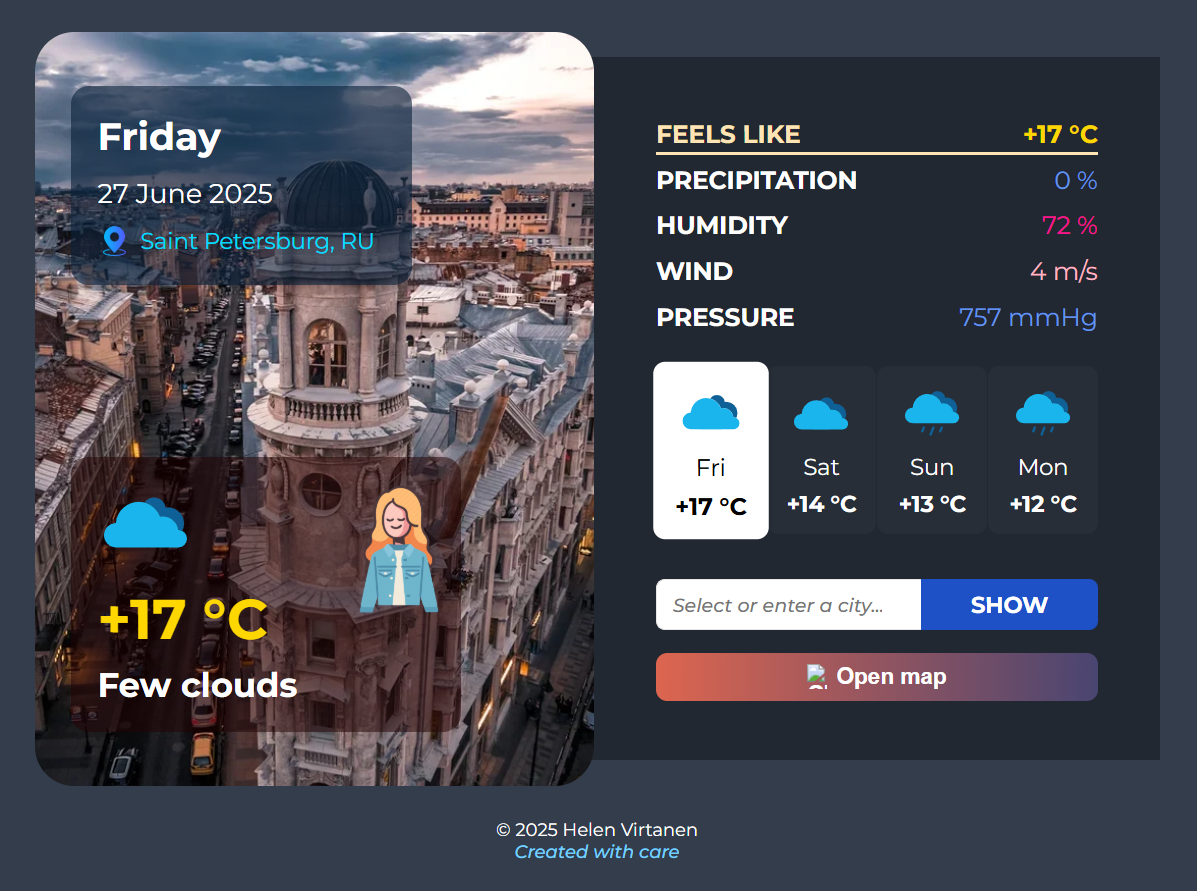 Friday
27 June 2025
Saint Petersburg, RU
+17 °C
Few clouds
FEELS LIKE +17 °C
PRECIPITATION 0 %
HUMIDITY 72 %
WIND 4 m/s
PRESSURE 757 mmHg
Fri Sat Sun Mon
+17 °C +14 °C +13 °C +12 °C
Select or enter a city... SHOW
Open map
© 2025 Helen Virtanen
Created with care